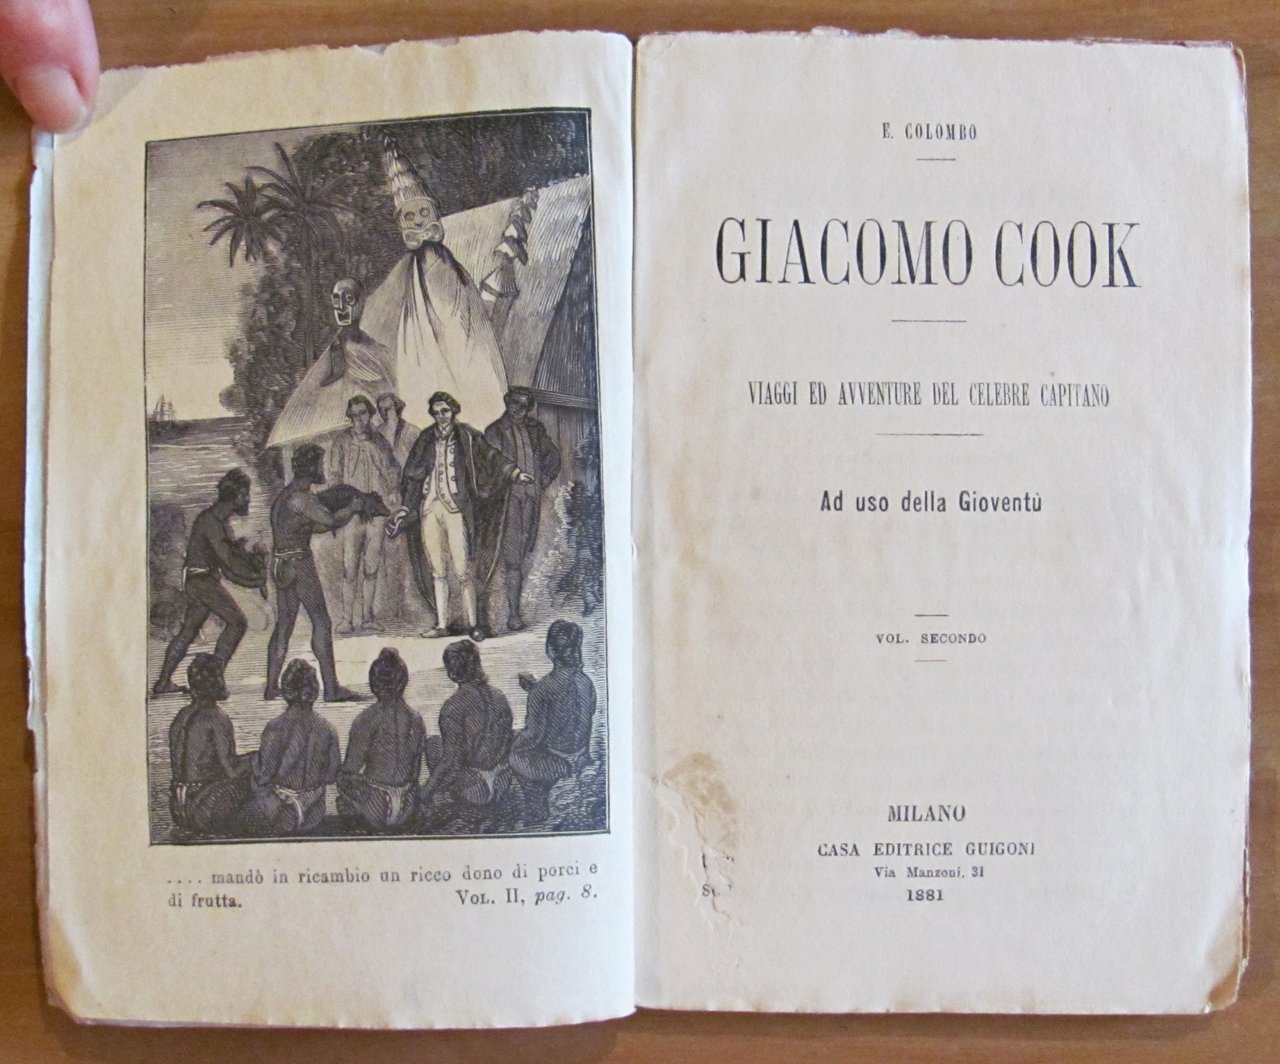 .... mandò in ricambio un ricco dono di porci e
di frutta. VOL. II, pag. 8.
E. COLOMBO
GIACOMO COOK
VIAGGI ED AVVENTURE DEL CELEBRE CAPITANO
Ad uso della Gioventù
VOL. SECONDO
MILANO
CASA EDITRICE GUIGONI
Via Manzoni, 31
1881